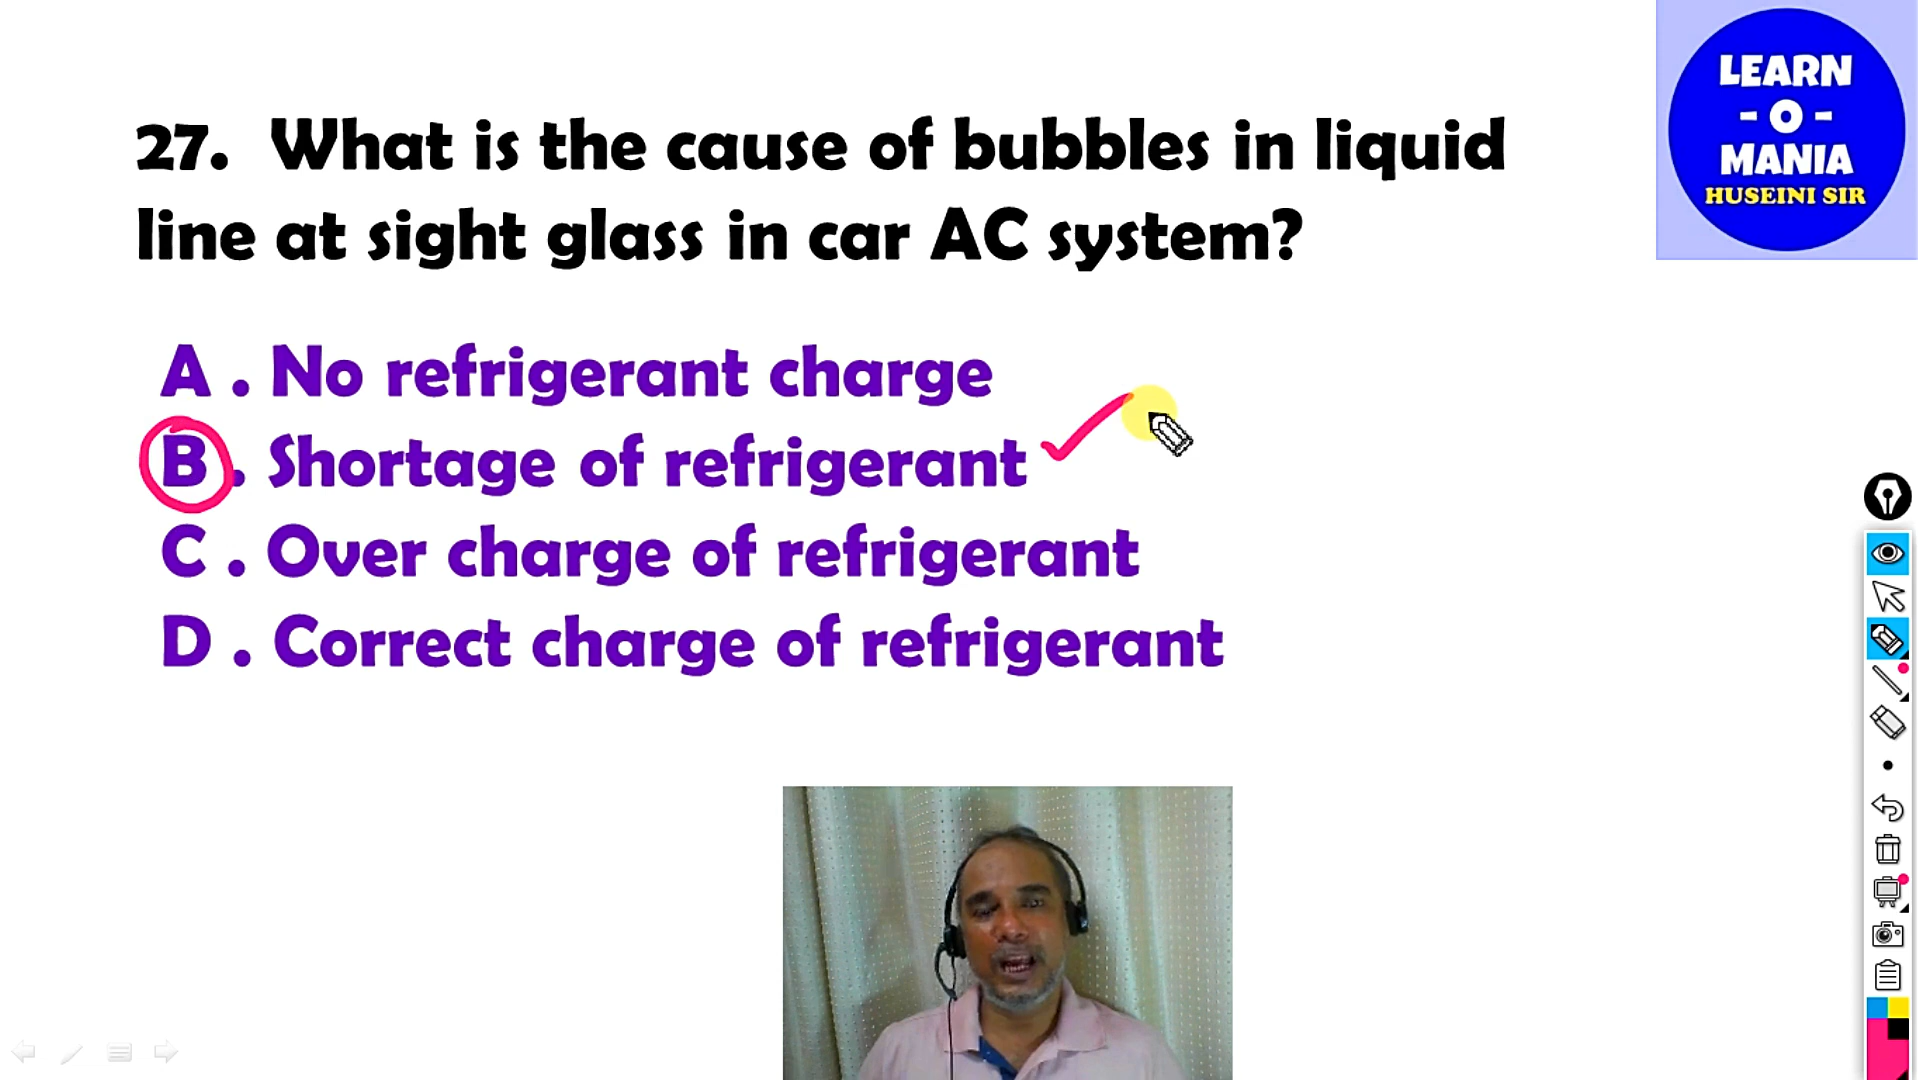 LEARN
- O -
MANIA
HUSEINI SIR
27. What is the cause of bubbles in liquid
line at sight glass in car AC system?
A . No refrigerant charge
B . Shortage of refrigerant
C . Over charge of refrigerant
D . Correct charge of refrigerant